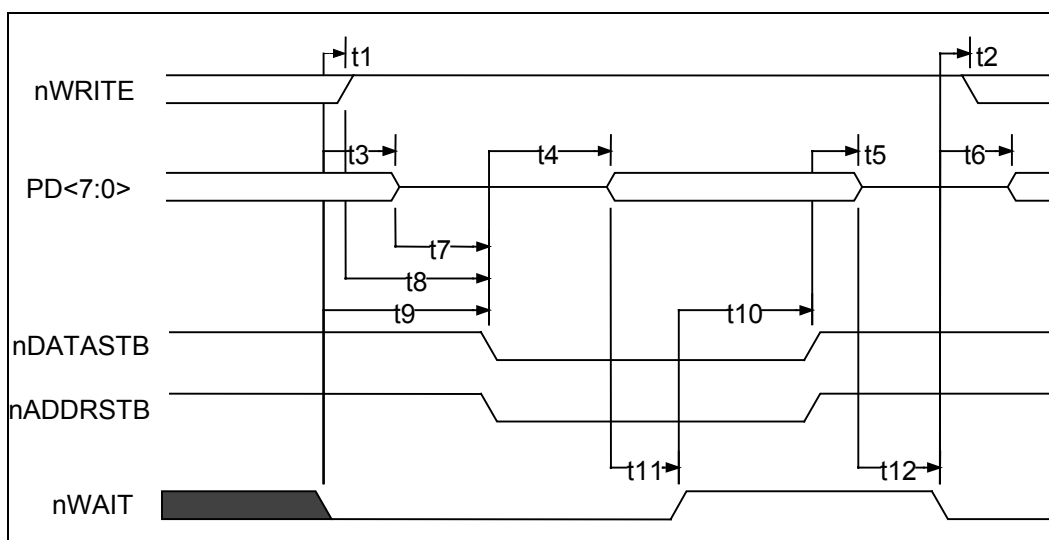 t1 t2
nWRITE
t3 t4 t5 t6
PD<7:0>
t7
t8
t9 t10
nDATASTB
nADDRSTB
t11 t12
nWAIT